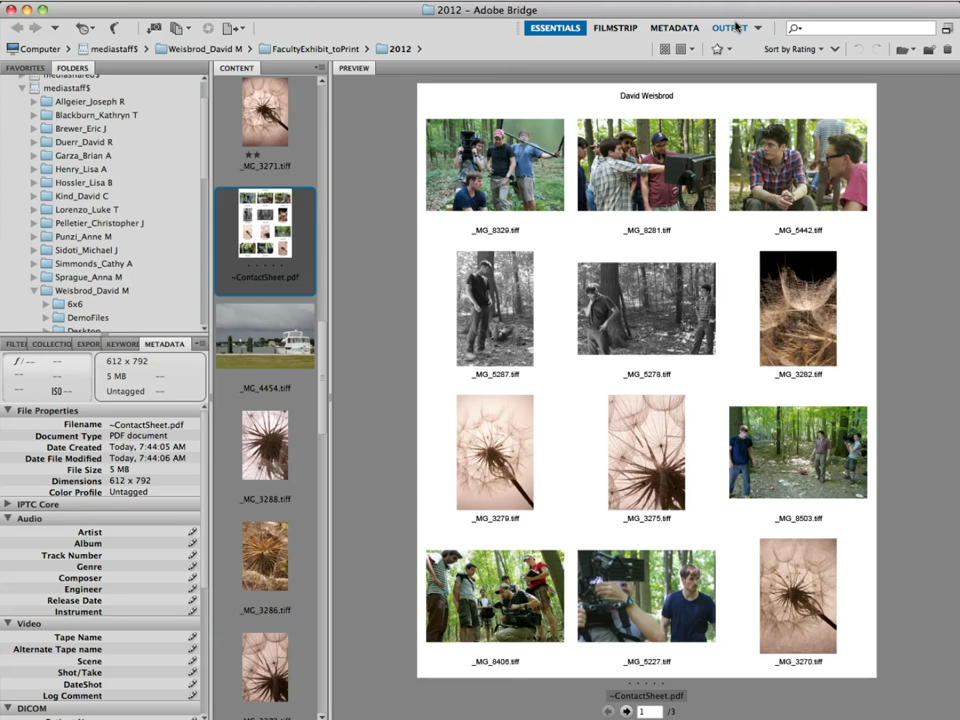 2012 - Adobe Bridge
ESSENTIALS FILMSTRIP METADATA OUTPUT
Computer mediastaff$ Weisbrod_David M FacultyExhibit_toPrint 2012
Sort by Rating
FAVORITES FOLDERS
mediashared$
mediastaff$
Allgeier_Joseph R
Blackburn_Kathryn T
Brewer_Eric J
Duerr_David R
Garza_Brian A
Henry_Lisa A
Hossler_Lisa B
Kind_David C
Lorenzo_Luke T
Pelletier_Christopher J
Punzi_Anne M
Sidoti_Michael J
Simmonds_Cathy A
Sprague_Anna M
Weisbrod_David M
6x6
DemoFiles
Desktop
FILTE COLLECTIO EXPOR KEYWOR METADATA
f/-- --
-- --
-- ISO --
612 x 792
5 MB --
Untagged --
File Properties
Filename ~ContactSheet.pdf
Document Type PDF document
Date Created Today, 7:44:05 AM
Date File Modified Today, 7:44:06 AM
File Size 5 MB
Dimensions 612 x 792
Color Profile Untagged
IPTC Core
Audio
Artist
Album
Track Number
Genre
Composer
Engineer
Release Date
Instrument
Video
Tape Name
Alternate Tape name
Scene
Shot/Take
DateShot
Log Comment
DICOM
CONTENT
_MG_3271.tiff
~ContactSheet.pdf
_MG_4454.tiff
_MG_3288.tiff
_MG_3286.tiff
PREVIEW
David Weisbrod
_MG_8329.tiff _MG_8281.tiff _MG_5442.tiff
_MG_5287.tiff _MG_5278.tiff _MG_3282.tiff
_MG_3279.tiff _MG_3275.tiff _MG_8503.tiff
_MG_8406.tiff _MG_5227.tiff _MG_3270.tiff
~ContactSheet.pdf
1 /3